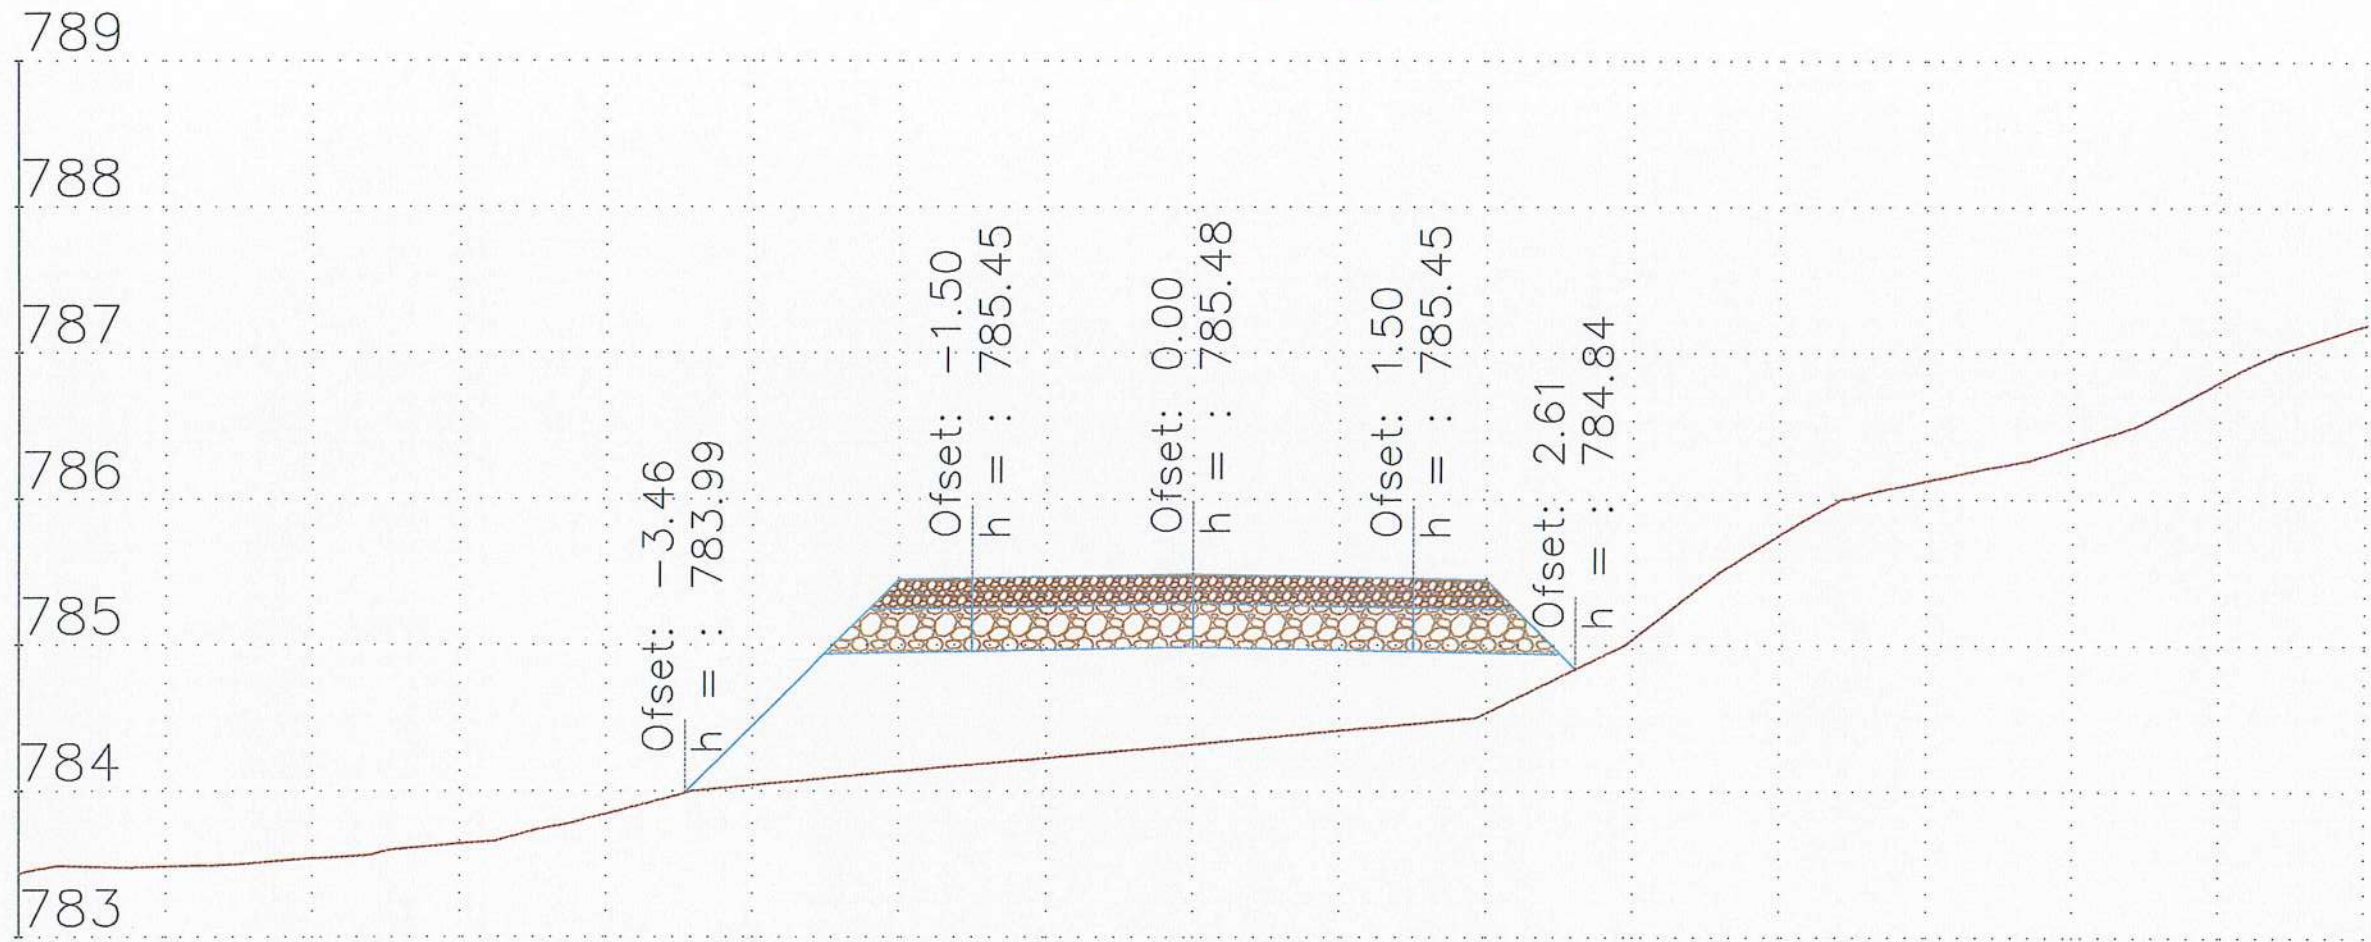 789
788
787
786
785
784
783
Ofset: -3.46
h = : 783.99
Ofset: -1.50
h = : 785.45
Ofset: 0.00
h = : 785.48
Ofset: 1.50
h = : 785.45
Ofset: 2.61
h = : 784.84